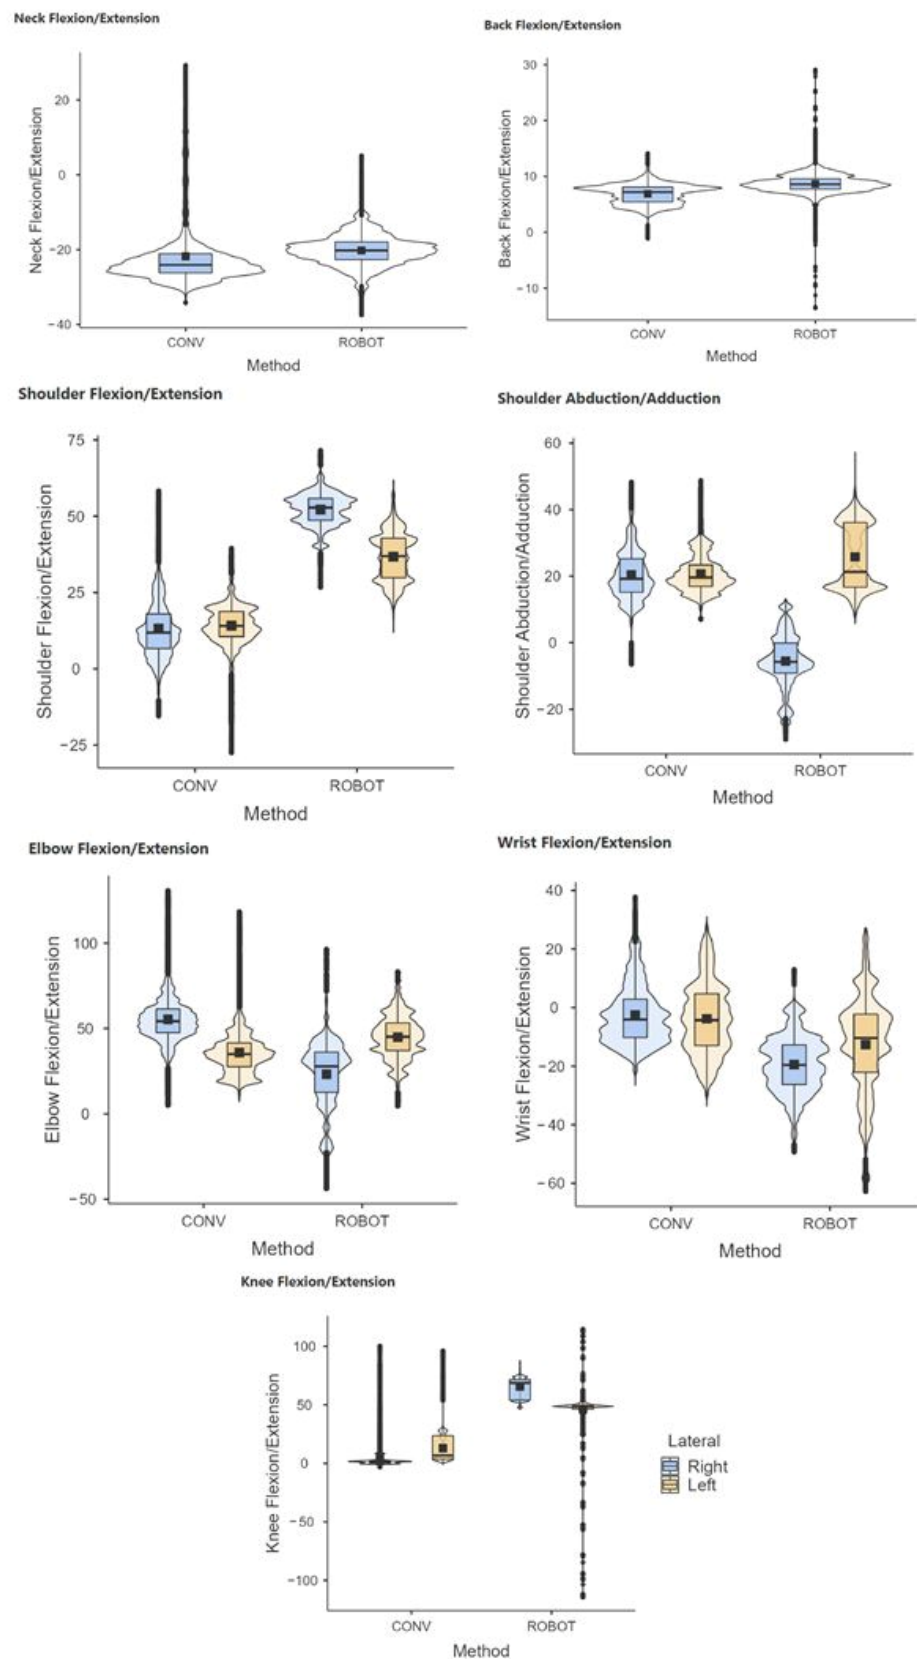 Neck Flexion/Extension
Neck Flexion/Extension
20
0
−20
−40
CONV
ROBOT
Method
Back Flexion/Extension
Back Flexion/Extension
30
20
10
0
−10
CONV
ROBOT
Method
Shoulder Flexion/Extension
Shoulder Flexion/Extension
75
50
25
0
−25
CONV
ROBOT
Method
Shoulder Abduction/Adduction
Shoulder Abduction/Adduction
60
40
20
0
−20
CONV
ROBOT
Method
Elbow Flexion/Extension
Elbow Flexion/Extension
100
50
0
−50
CONV
ROBOT
Method
Wrist Flexion/Extension
Wrist Flexion/Extension
40
20
0
−20
−40
−60
CONV
ROBOT
Method
Knee Flexion/Extension
Knee Flexion/Extension
100
50
0
−50
−100
CONV
ROBOT
Method
Lateral
Right
Left